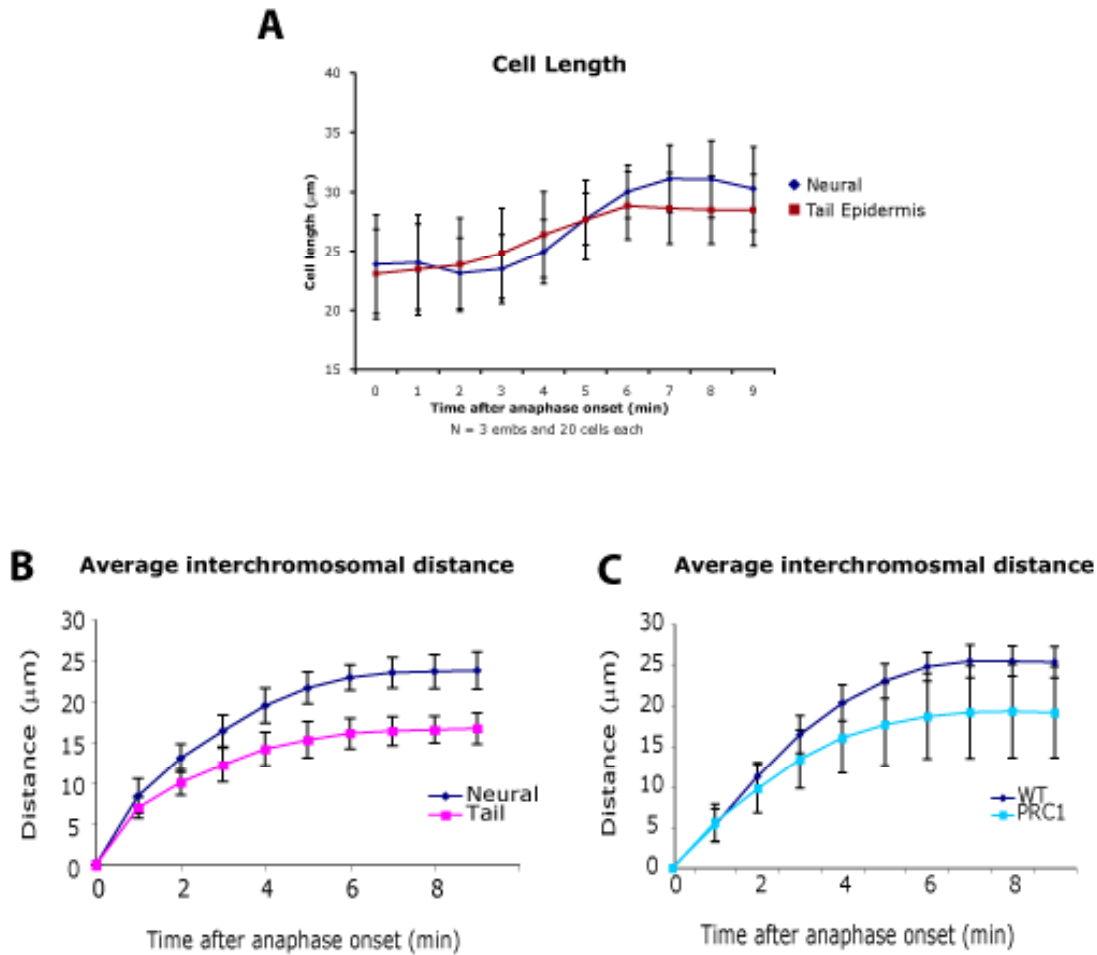 A
Cell Length
40
35
30
25
20
15
Cell length (μm)
0 1 2 3 4 5 6 7 8 9
Time after anaphase onset (min)
N = 3 embs and 20 cells each
Neural
Tail Epidermis
B
Average interchromosomal distance
30
25
20
15
10
5
0
Distance (μm)
0 2 4 6 8
Time after anaphase onset (min)
Neural
Tail
C
Average interchromosmal distance
30
25
20
15
10
5
0
Distance (μm)
0 2 4 6 8
Time after anaphase onset (min)
WT
PRC1